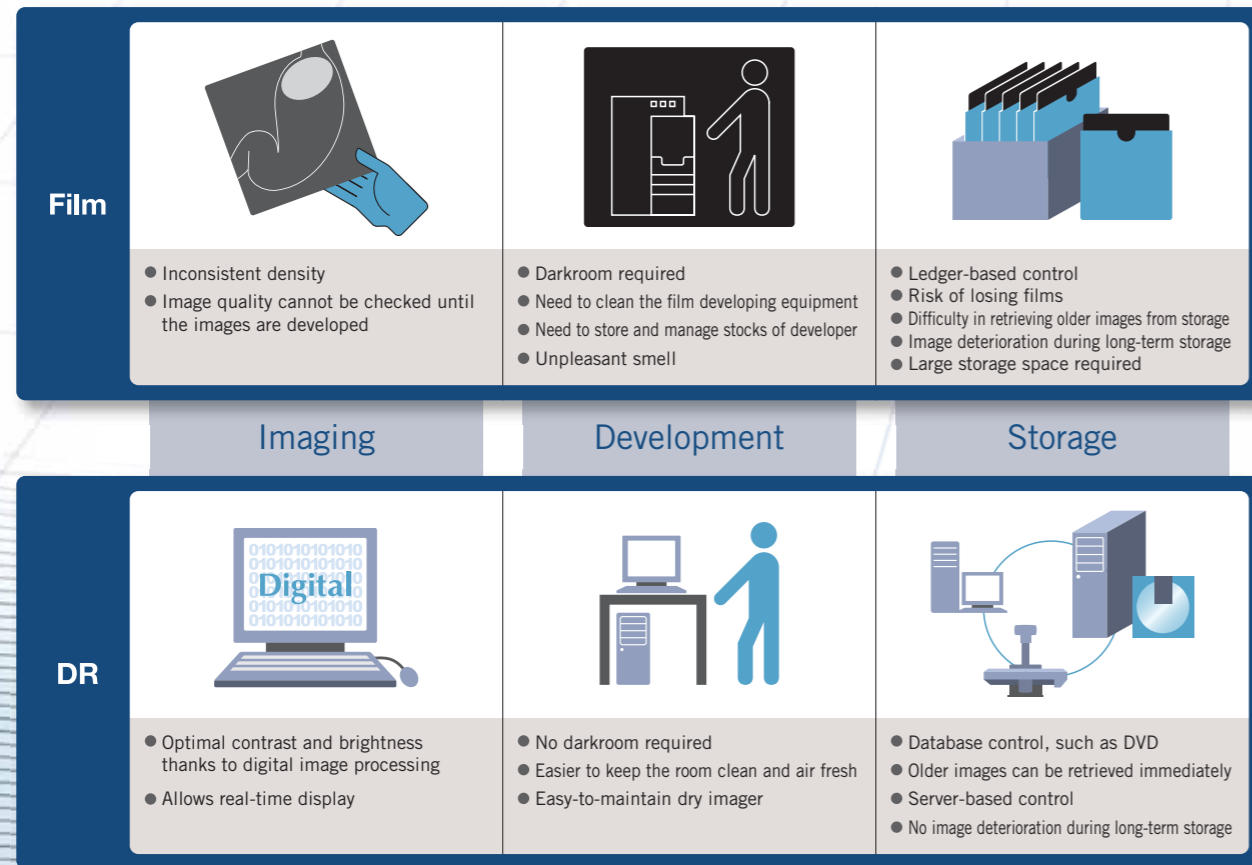 Film
● Inconsistent density
● Image quality cannot be checked until
the images are developed
● Darkroom required
● Need to clean the film developing equipment
● Need to store and manage stocks of developer
● Unpleasant smell
● Ledger-based control
● Risk of losing films
● Difficulty in retrieving older images from storage
● Image deterioration during long-term storage
● Large storage space required
Imaging
Development
Storage
DR
0101010101010
0101010101010
Digital
0101010101010
0101010101010
● Optimal contrast and brightness
thanks to digital image processing
● Allows real-time display
● No darkroom required
● Easier to keep the room clean and air fresh
● Easy-to-maintain dry imager
● Database control, such as DVD
● Older images can be retrieved immediately
● Server-based control
● No image deterioration during long-term storage